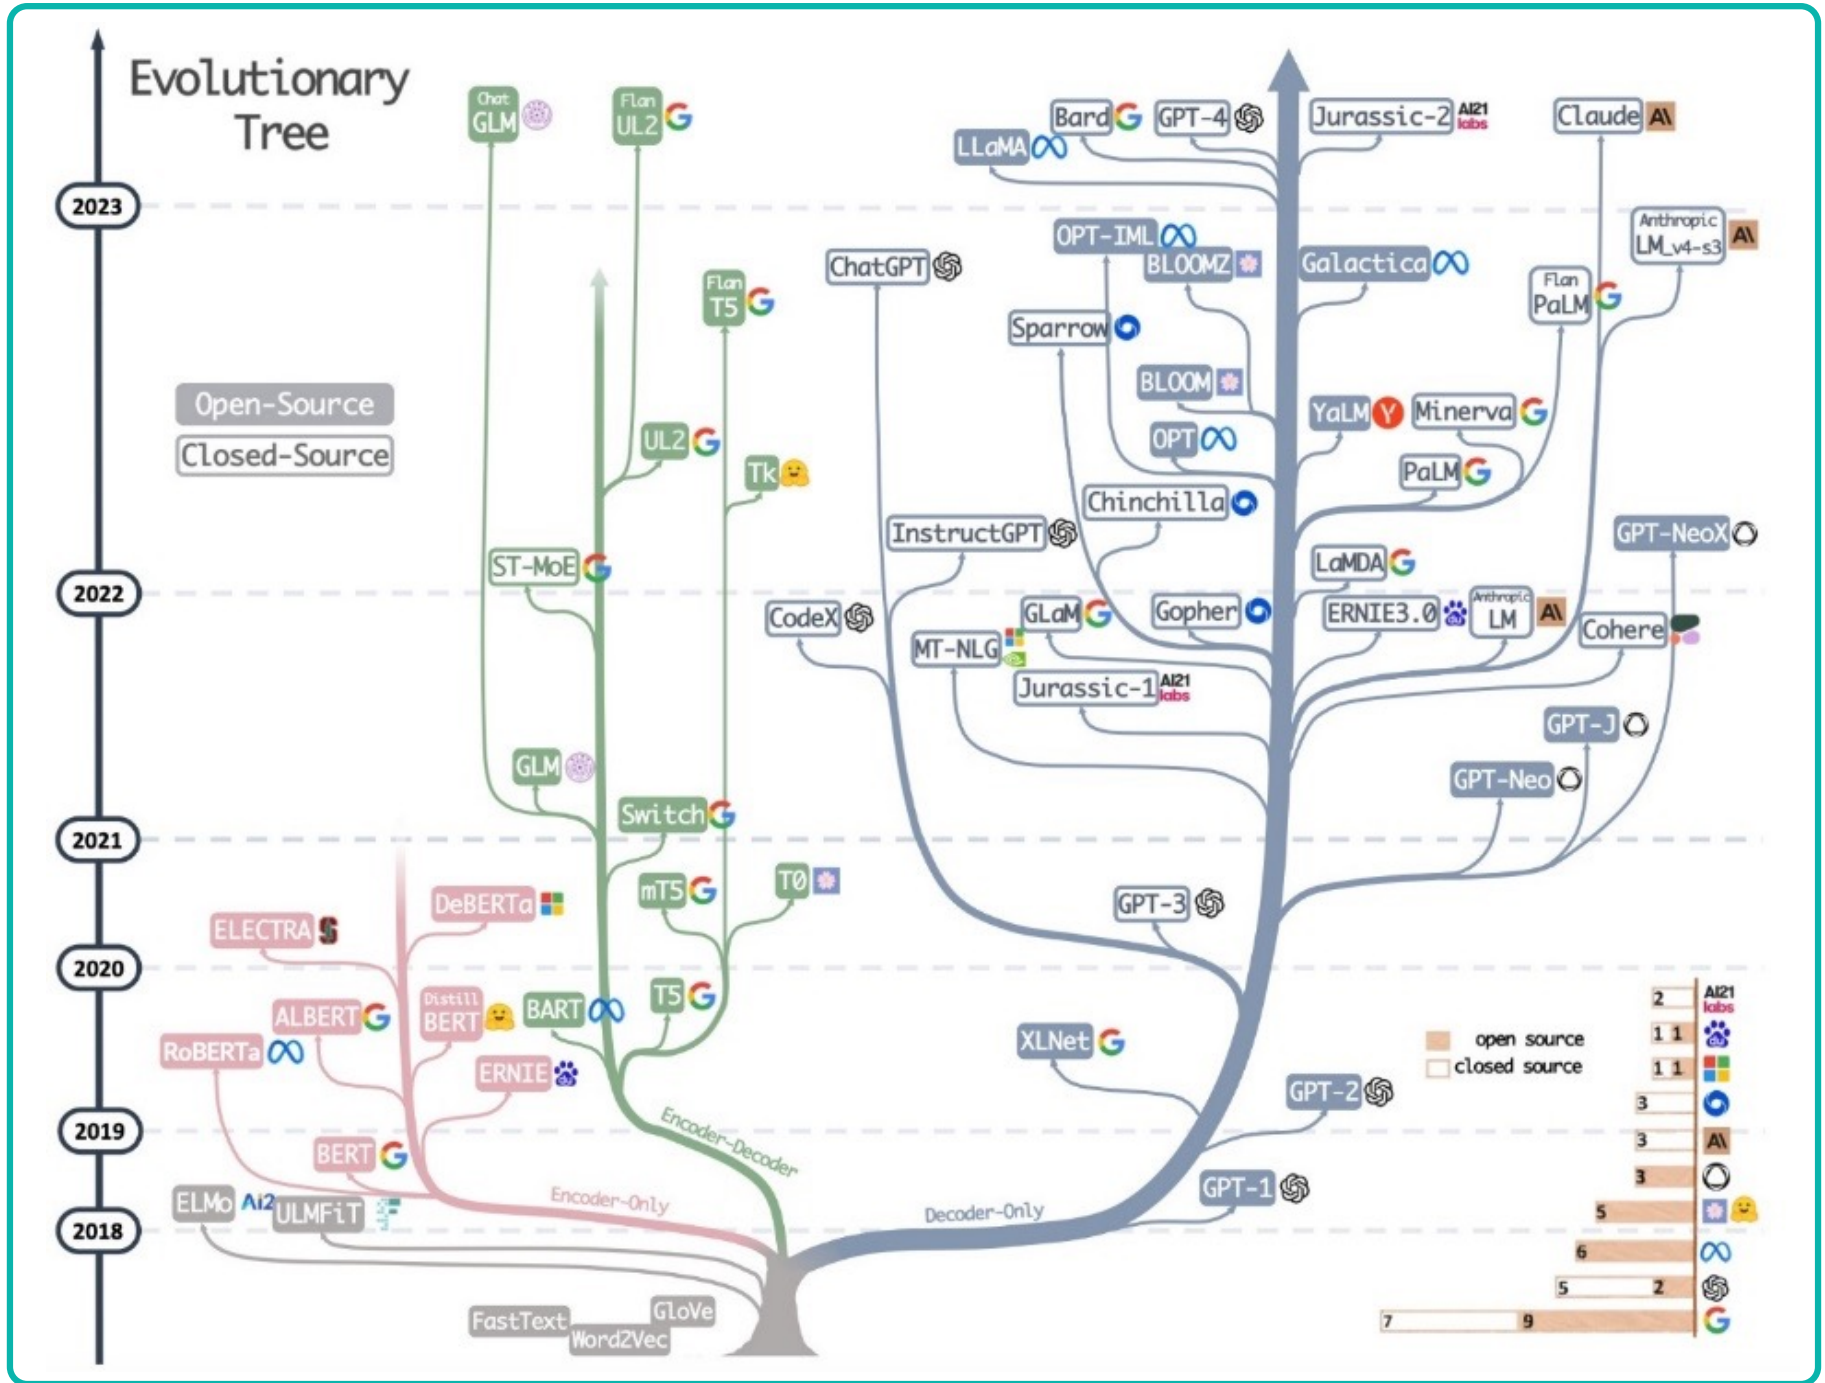 Evolutionary
Tree
2023
2022
2021
2020
2019
2018
Open-Source
Closed-Source
Chat
GLM
Flan
UL2
Flan
T5
UL2
Tk
ST-MoE
GLM
Switch
mT5
T0
T5
BART
Encoder-Decoder
DeBERTa
ELECTRA
Distill
BERT
ALBERT
RoBERTa
ERNIE
BERT
Encoder-Only
ELMo
AI2
ULMFiT
FastText
Word2Vec
GloVe
Bard
GPT-4
Jurassic-2
AI21
labs
Claude
A\
LLaMA
OPT-IML
BLOOMZ
Galactica
Anthropic
LM_v4-s3
A\
ChatGPT
Flan
PaLM
Sparrow
BLOOM
YaLM
Y
Minerva
OPT
PaLM
Chinchilla
InstructGPT
GPT-NeoX
LaMDA
CodeX
GLaM
Gopher
ERNIE3.0
Anthropic
LM
A\
Cohere
MT-NLG
Jurassic-1
AI21
labs
GPT-J
GPT-Neo
GPT-3
XLNet
GPT-2
GPT-1
Decoder-Only
open source
closed source
2
AI21
labs
1 1
1 1
3
3
A\
3
5
6
5 2
7 9